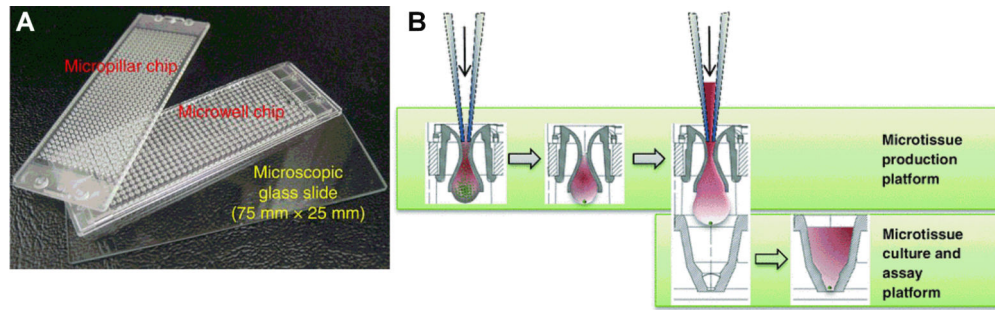 A
Micropillar chip
Microwell chip
Microscopic
glass slide
(75 mm × 25 mm)
B
Microtissue
production
platform
Microtissue
culture and
assay
platform